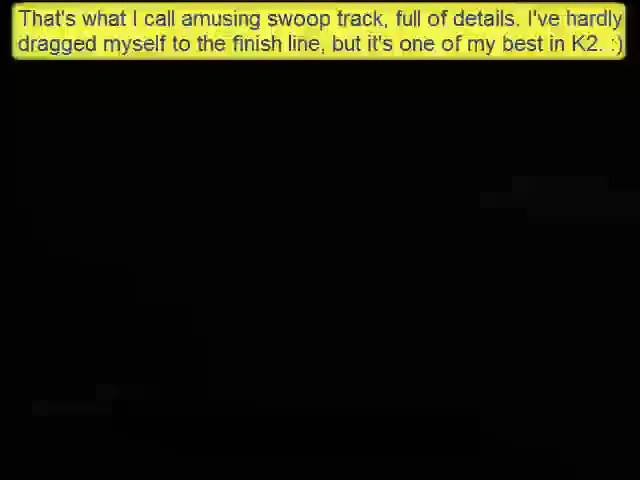 That's what I call amusing swoop track, full of details. I've hardly
dragged myself to the finish line, but it's one of my best in K2. :)